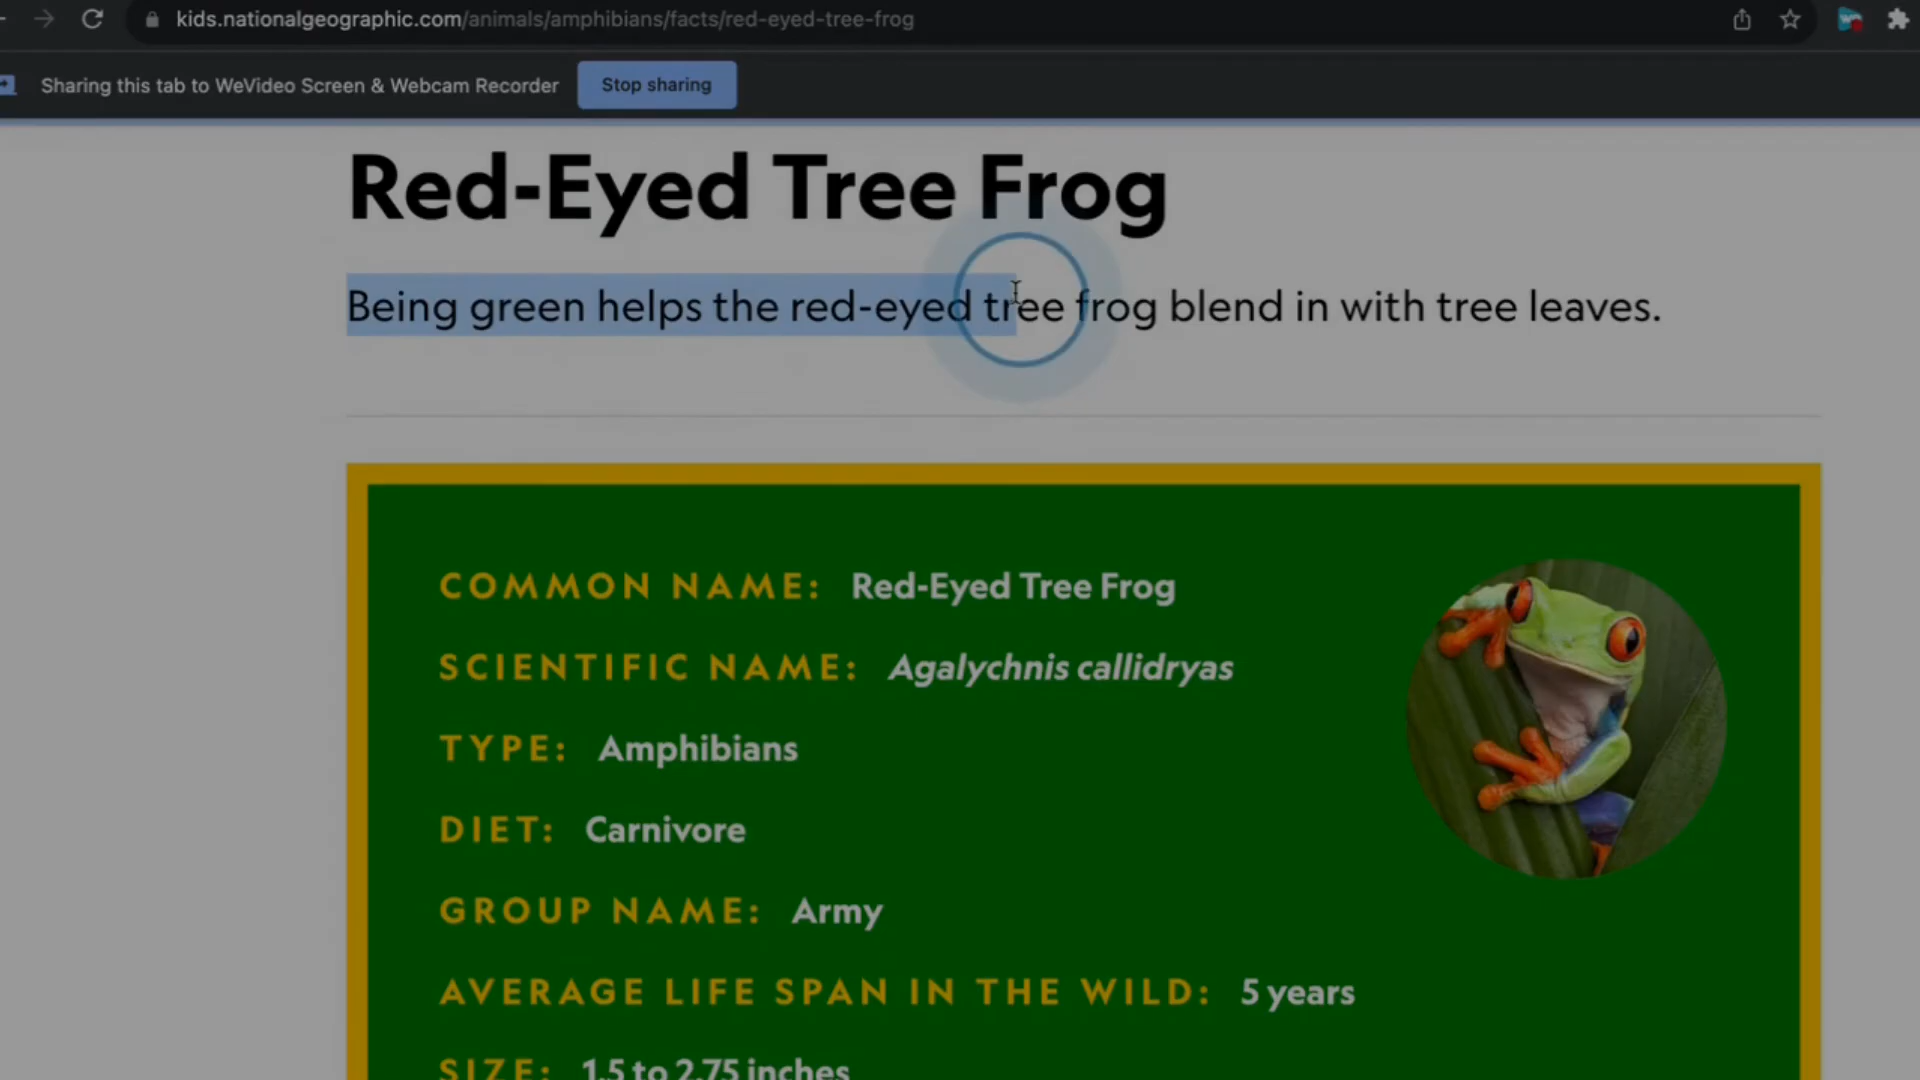 kids.nationalgeographic.com/animals/amphibians/facts/red-eyed-tree-frog
Sharing this tab to WeVideo Screen & Webcam Recorder Stop sharing
Red-Eyed Tree Frog
Being green helps the red-eyed tree frog blend in with tree leaves.
COMMON NAME: Red-Eyed Tree Frog
SCIENTIFIC NAME: Agalychnis callidryas
TYPE: Amphibians
DIET: Carnivore
GROUP NAME: Army
AVERAGE LIFE SPAN IN THE WILD: 5 years
SIZE: 1.5 to 2.75 inches